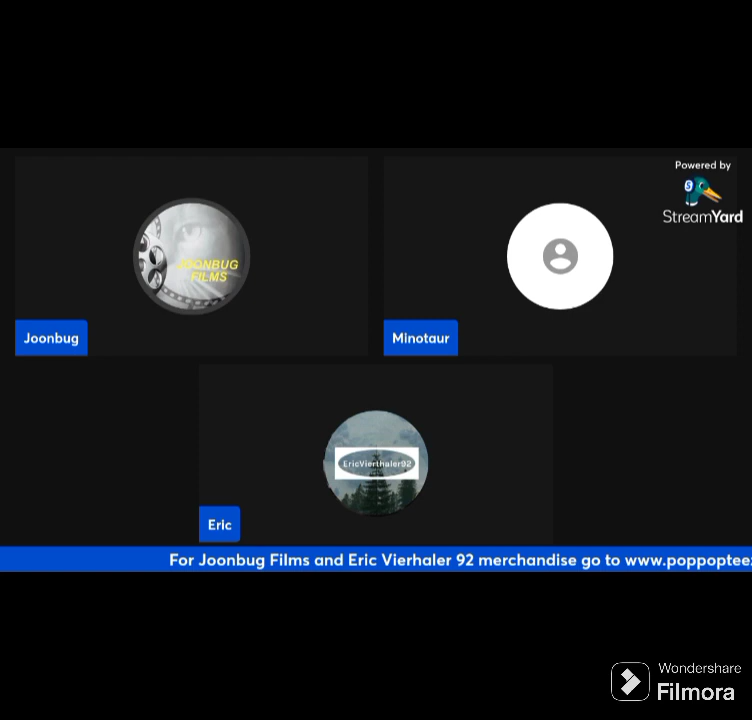 Powered by
StreamYard
JOONBUG
FILMS
Joonbug
Minotaur
EricVierthaler92
Eric
For Joonbug Films and Eric Vierhaler 92 merchandise go to www.poppoptee
Wondershare
Filmora